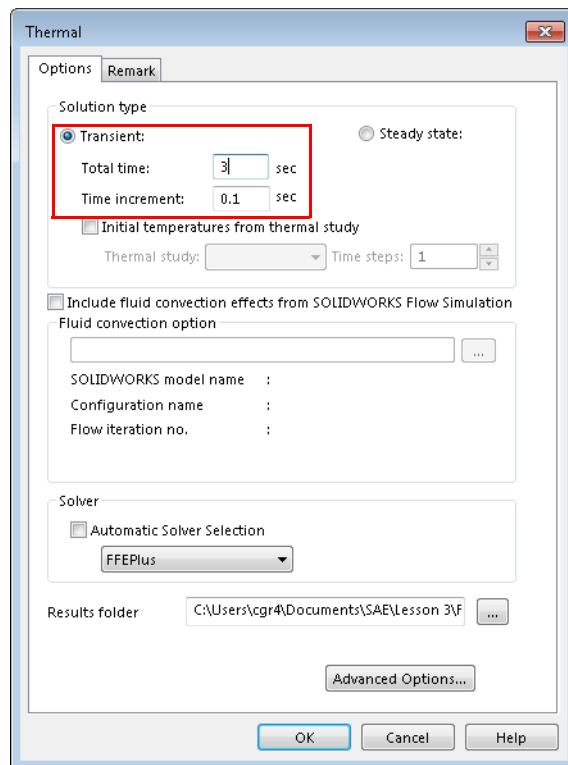 Thermal
Options Remark
Solution type
Transient: Steady state:
Total time: 3 sec
Time increment: 0.1 sec
Initial temperatures from thermal study
Thermal study: Time steps: 1
Include fluid convection effects from SOLIDWORKS Flow Simulation
Fluid convection option
...
SOLIDWORKS model name :
Configuration name :
Flow iteration no. :
Solver
Automatic Solver Selection
FFEPlus
Results folder C:\Users\cgr4\Documents\SAE\Lesson 3\F ...
Advanced Options...
OK Cancel Help